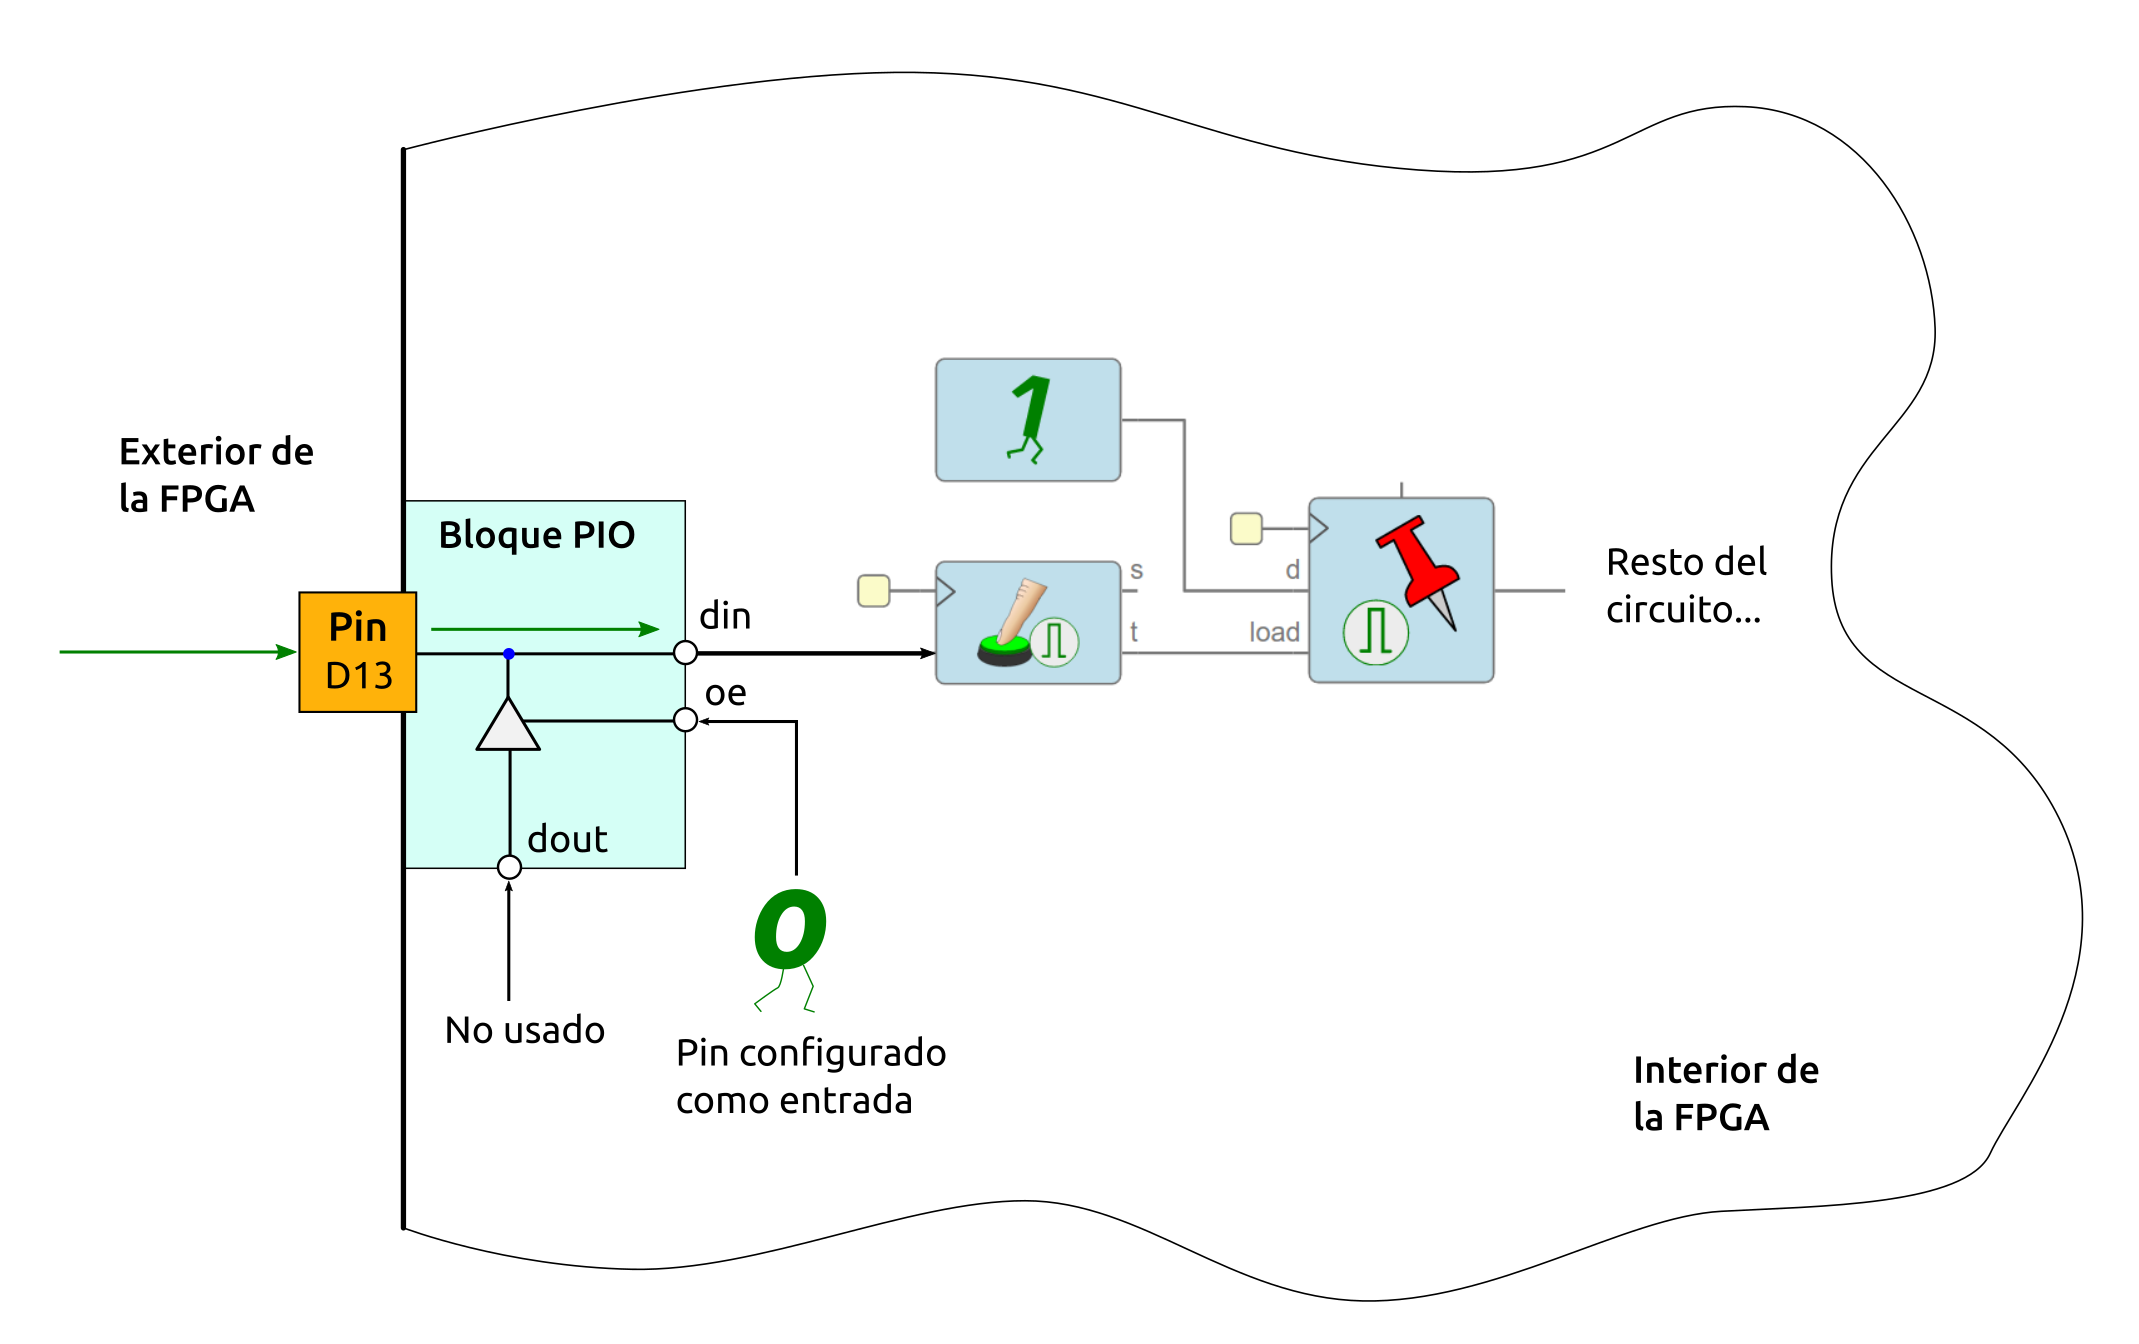 Exterior de
la FPGA
Bloque PIO
Pin
D13
din
oe
dout
No usado
1
0
Pin configurado
como entrada
s
t
d
load
Resto del
circuito...
Interior de
la FPGA